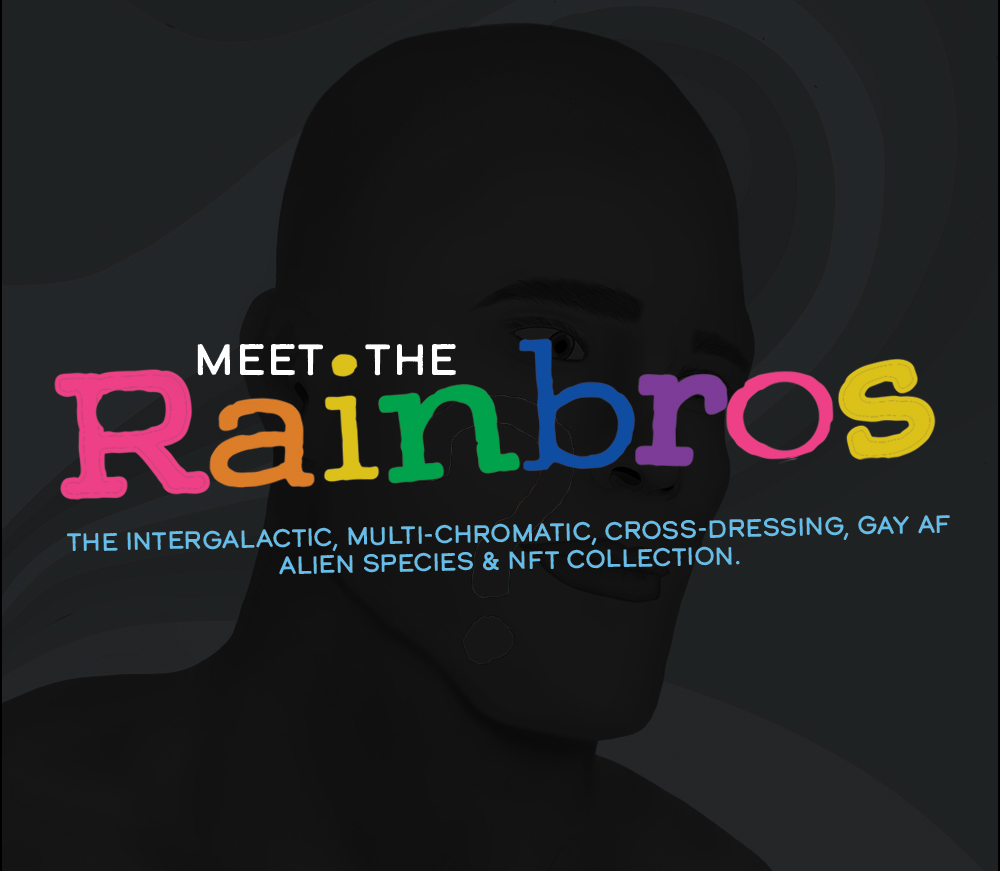 MEET THE
Rainbros
THE INTERGALACTIC, MULTI-CHROMATIC, CROSS-DRESSING, GAY AF
ALIEN SPECIES & NFT COLLECTION.